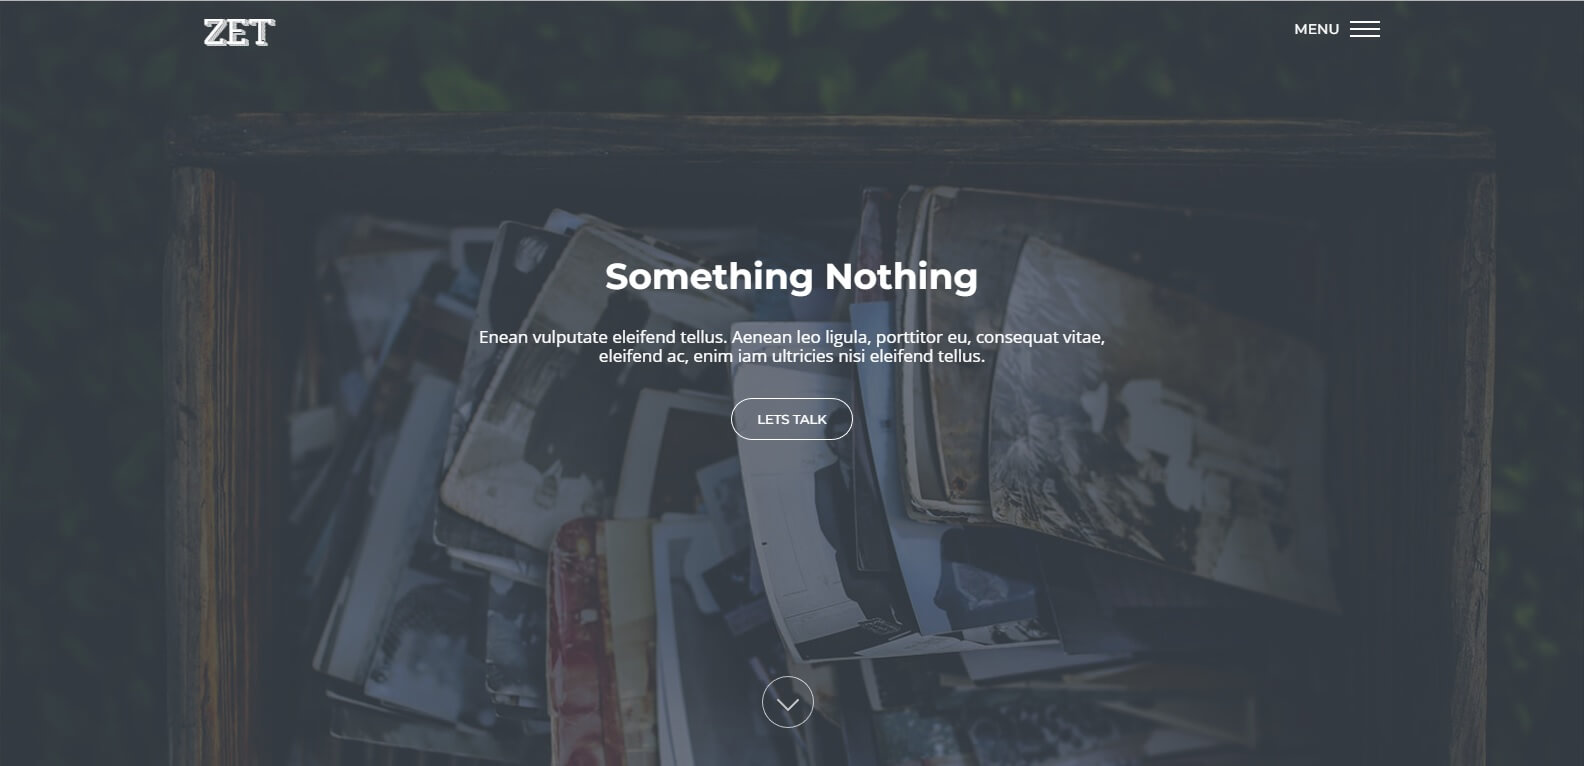 ZET
MENU
Something Nothing
Enean vulputate eleifend tellus. Aenean leo ligula, porttitor eu, consequat vitae,
eleifend ac, enim iam ultricies nisi eleifend tellus.
LETS TALK